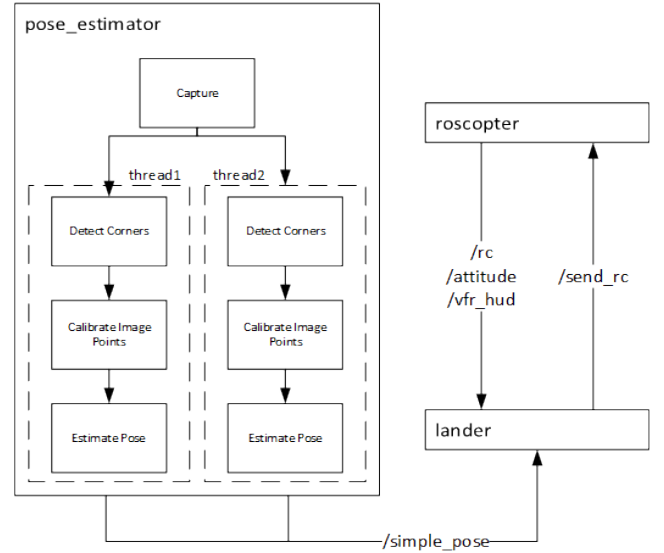 pose_estimator
Capture
thread1
thread2
Detect Corners
Detect Corners
Calibrate Image
Points
Calibrate Image
Points
Estimate Pose
Estimate Pose
roscopter
/rc
/attitude
/vfr_hud
/send_rc
lander
/simple_pose